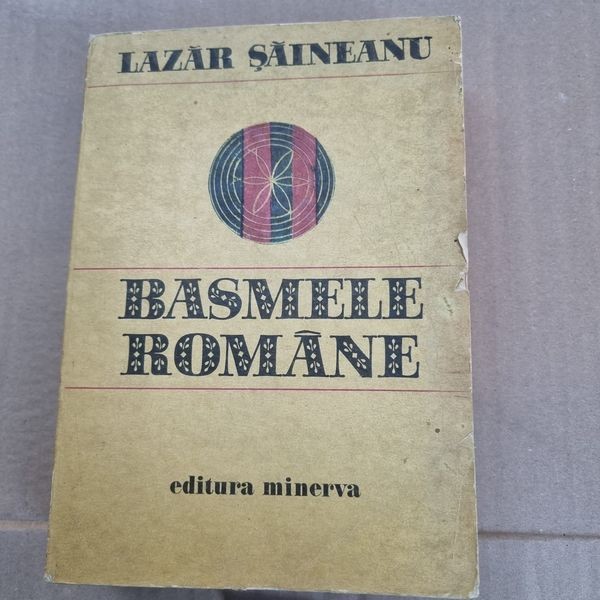 LAZĂR ŞĂINEANU
BASMELE
ROMÂNE
editura minerva